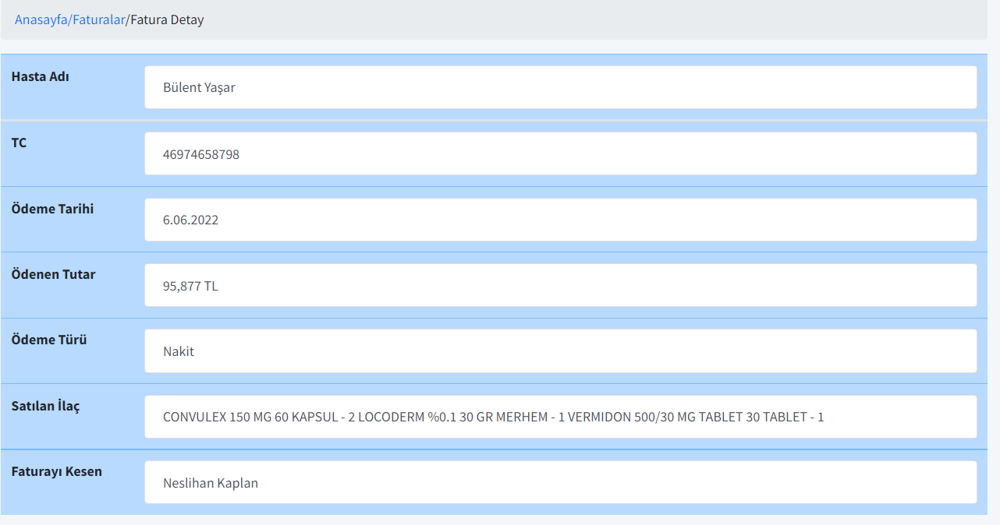 Anasayfa/Faturalar/Fatura Detay
Hasta Adı
Bülent Yaşar
TC
46974658798
Ödeme Tarihi
6.06.2022
Ödenen Tutar
95,877 TL
Ödeme Türü
Nakit
Satılan İlaç
CONVULEX 150 MG 60 KAPSUL - 2 LOCODERM %0.1 30 GR MERHEM - 1 VERMIDON 500/30 MG TABLET 30 TABLET - 1
Faturayı Kesen
Neslihan Kaplan